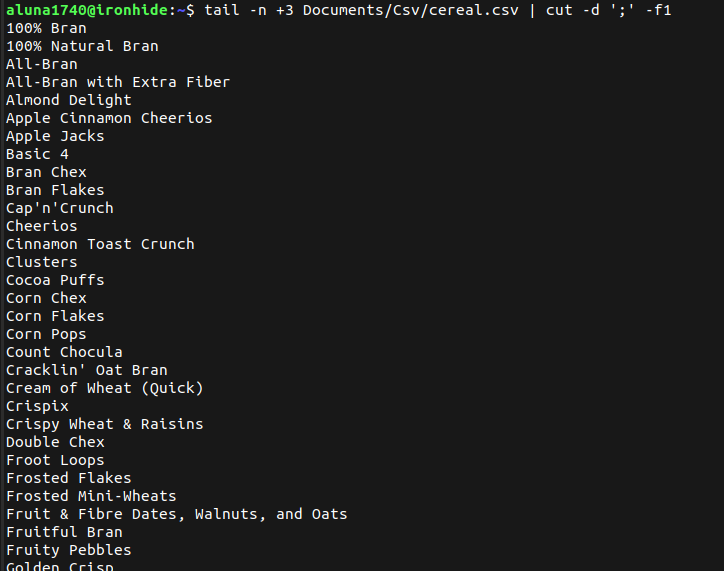 aluna1740@ironhide:~$ tail -n +3 Documents/Csv/cereal.csv | cut -d ';' -f1
100% Bran
100% Natural Bran
All-Bran
All-Bran with Extra Fiber
Almond Delight
Apple Cinnamon Cheerios
Apple Jacks
Basic 4
Bran Chex
Bran Flakes
Cap'n'Crunch
Cheerios
Cinnamon Toast Crunch
Clusters
Cocoa Puffs
Corn Chex
Corn Flakes
Corn Pops
Count Chocula
Cracklin' Oat Bran
Cream of Wheat (Quick)
Crispix
Crispy Wheat & Raisins
Double Chex
Froot Loops
Frosted Flakes
Frosted Mini-Wheats
Fruit & Fibre Dates, Walnuts, and Oats
Fruitful Bran
Fruity Pebbles
Golden Crisp